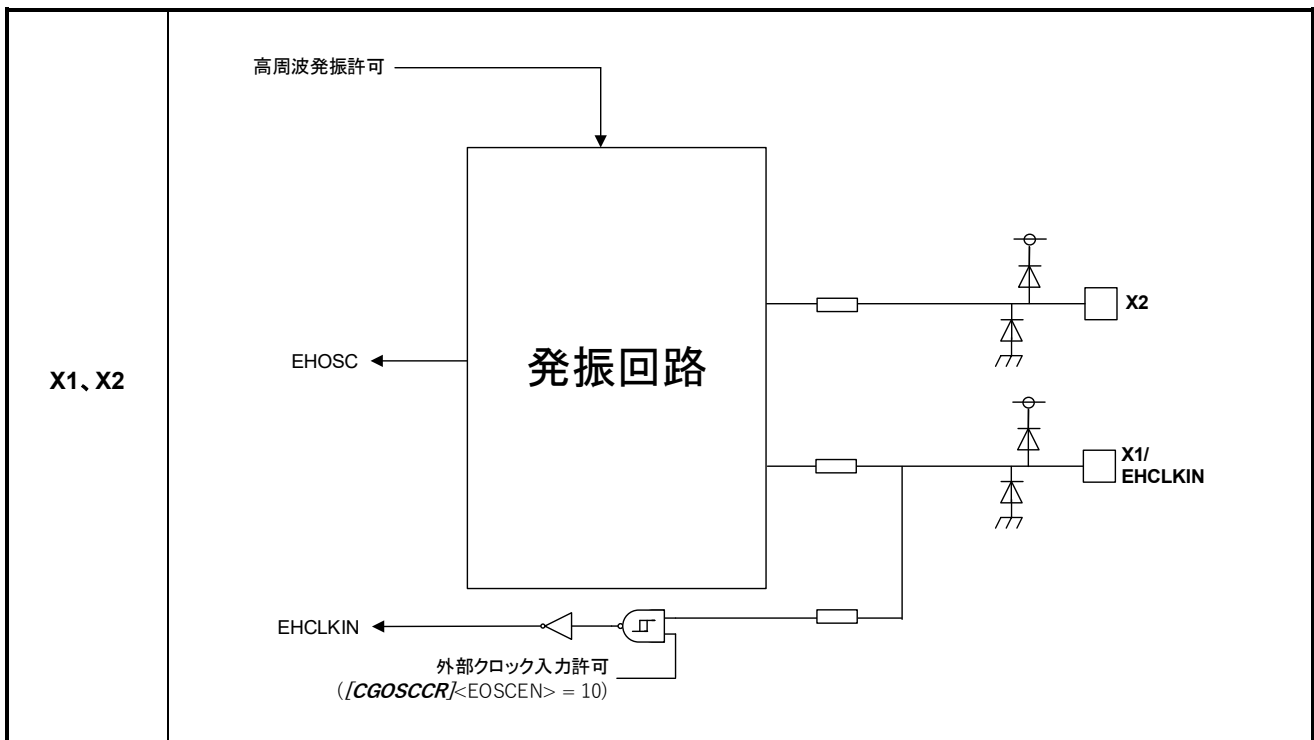 高周波発振許可
X2
EHOSC
発振回路
X1、X2
X1/
EHCLKIN
EHCLKIN
外部クロック入力許可
([CGOSCCR]<EOSCEN> = 10)